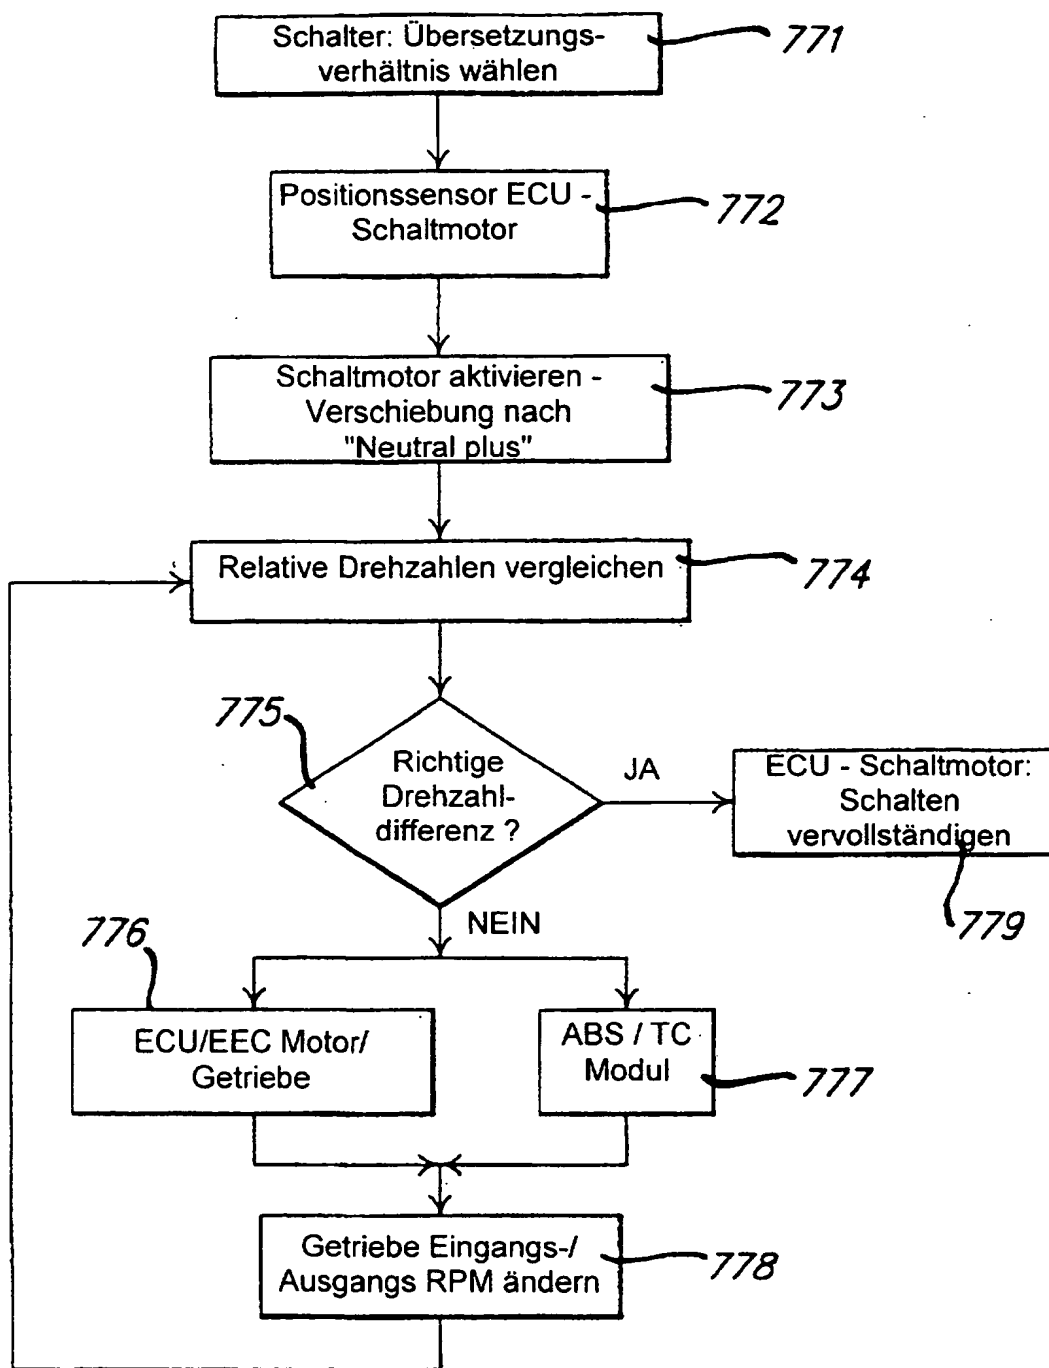 Schalter: Übersetzungs-
verhältnis wählen
771
Positionssensor ECU -
Schaltmotor
772
Schaltmotor aktivieren -
Verschiebung nach
"Neutral plus"
773
Relative Drehzahlen vergleichen
774
775
Richtige
Drehzahl-
differenz ?
JA
ECU - Schaltmotor:
Schalten
vervollständigen
779
NEIN
776
ECU/EEC Motor/
Getriebe
ABS / TC
Modul
777
Getriebe Eingangs-/
Ausgangs RPM ändern
778